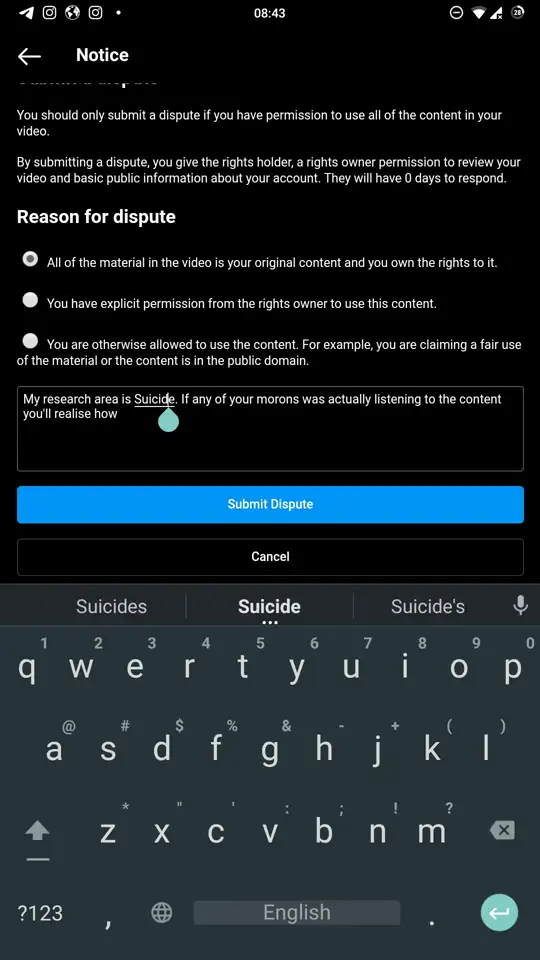 08:43
28
Notice
Submit a dispute
You should only submit a dispute if you have permission to use all of the content in your
video.
By submitting a dispute, you give the rights holder, a rights owner permission to review your
video and basic public information about your account. They will have 0 days to respond.
Reason for dispute
All of the material in the video is your original content and you own the rights to it.
You have explicit permission from the rights owner to use this content.
You are otherwise allowed to use the content. For example, you are claiming a fair use
of the material or the content is in the public domain.
My research area is Suicide. If any of your morons was actually listening to the content
you'll realise how
Submit Dispute
Cancel
Suicides Suicide Suicide's
1 2 3 4 5 6 7 8 9 0
q w e r t y u i o p
@ # $ % & - + ( )
a s d f g h j k l
* " ' : ; ! ?
z x c v b n m
?123 , English .